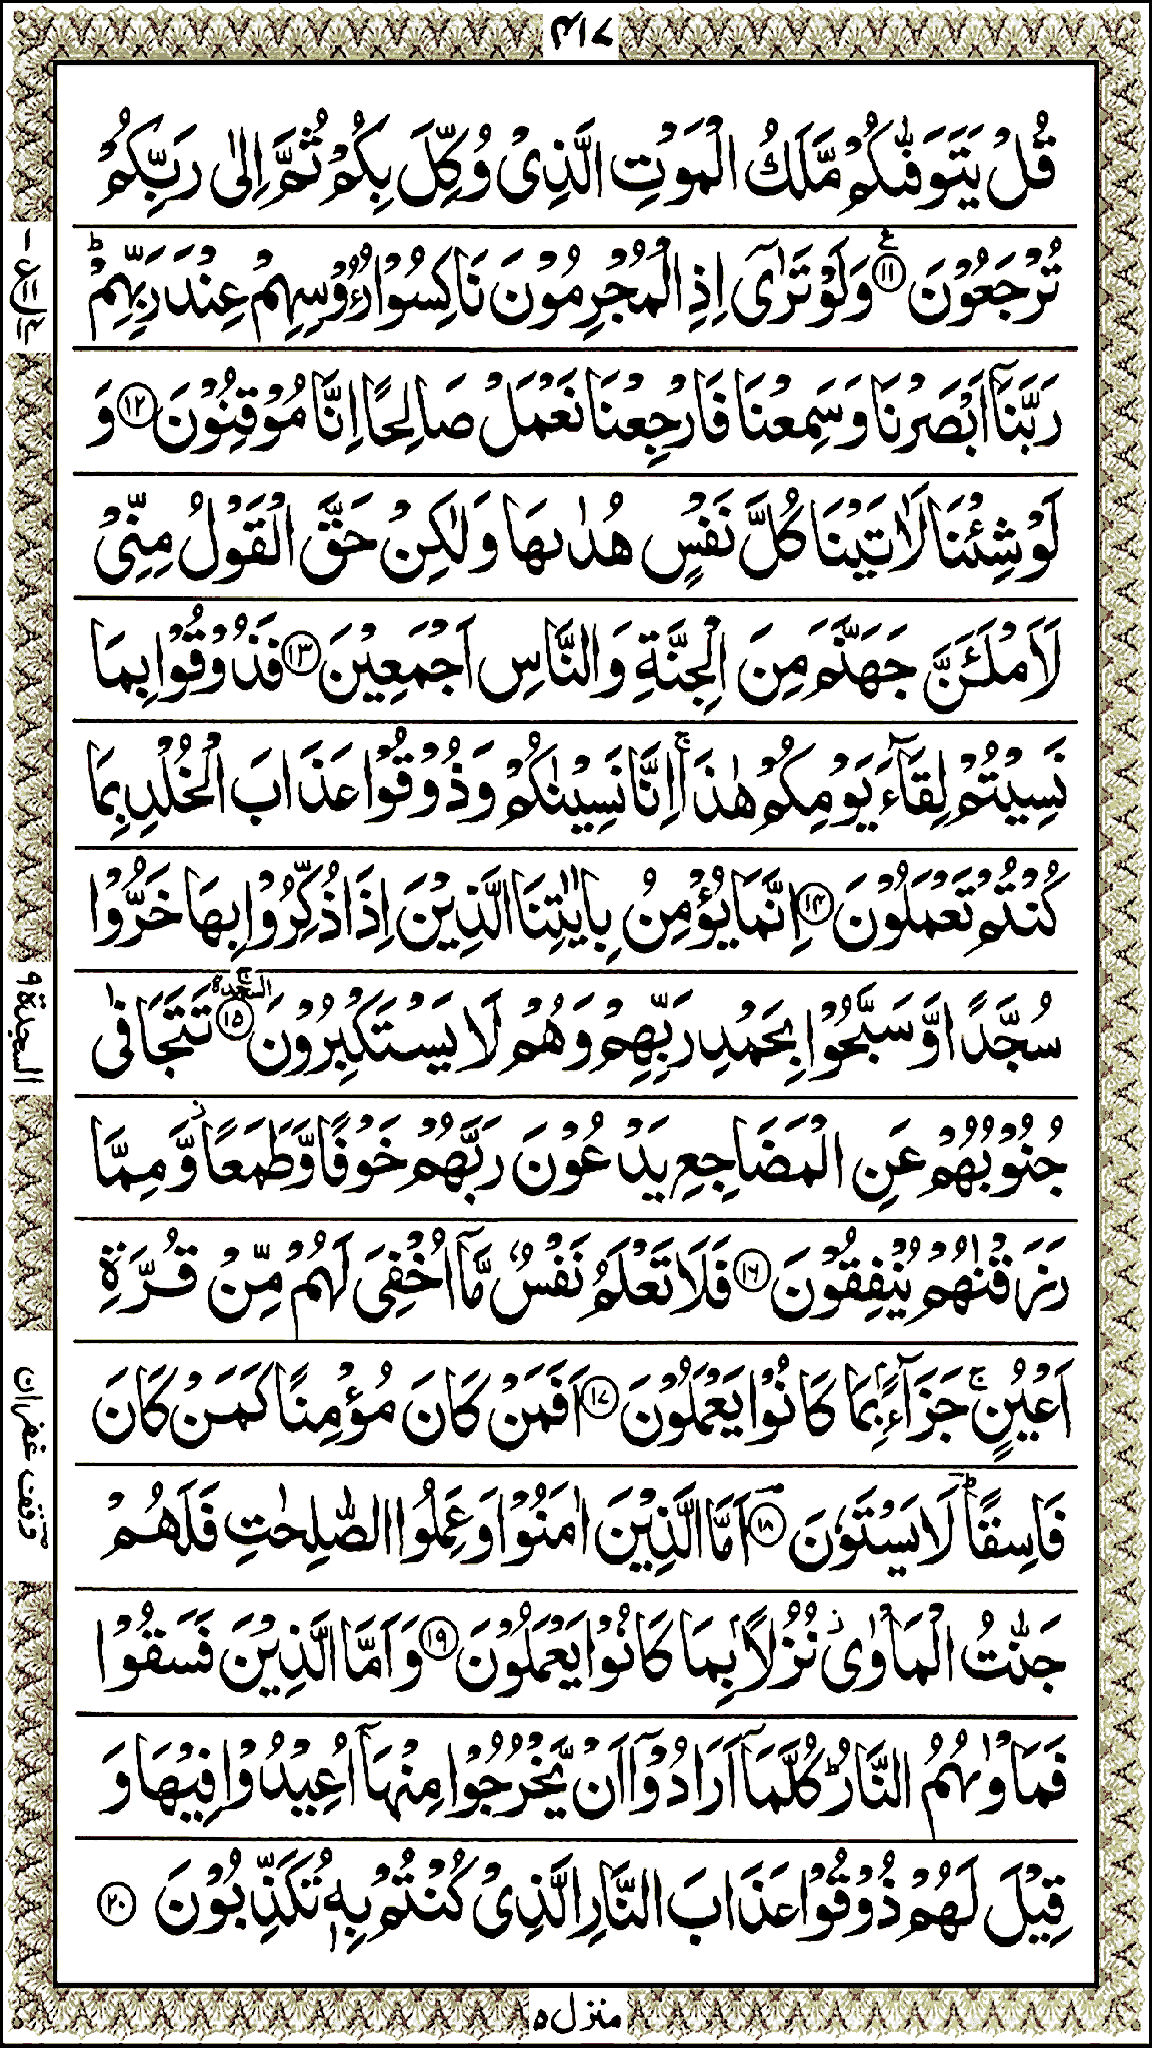 ٤١٧
قُلْ يَتَوَفّٰىكُمْ مَّلَكُ الْمَوْتِ الَّذِىْ وُكِّلَ بِكُمْ ثُمَّ اِلٰى رَبِّكُمْ
تُرْجَعُوْنَ ﴿١١﴾ ع وَلَوْ تَرٰٓى اِذِ الْمُجْرِمُوْنَ نَاكِسُوْا رُءُوْسِهِمْ عِنْدَ رَبِّهِمْ ؕ
رَبَّنَاۤ اَبْصَرْنَا وَسَمِعْنَا فَارْجِعْنَا نَعْمَلْ صَالِحًا اِنَّا مُوْقِنُوْنَ ﴿١٢﴾ وَ
لَوْ شِئْنَا لَاٰتَيْنَا كُلَّ نَفْسٍ هُدٰىهَا وَلٰكِنْ حَقَّ الْقَوْلُ مِنِّىْ
لَاَمْلَـَٔنَّ جَهَنَّمَ مِنَ الْجِنَّةِ وَالنَّاسِ اَجْمَعِيْنَ ﴿١٣﴾ فَذُوْقُوْا بِمَا
نَسِيْتُمْ لِقَآءَ يَوْمِكُمْ هٰذَا ۚ اِنَّا نَسِيْنٰكُمْ وَذُوْقُوْا عَذَابَ الْخُلْدِ بِمَا
كُنْتُمْ تَعْمَلُوْنَ ﴿١٤﴾ اِنَّمَا يُؤْمِنُ بِاٰيٰتِنَا الَّذِيْنَ اِذَا ذُكِّرُوْا بِهَا خَرُّوْا
سُجَّدًا وَّسَبَّحُوْا بِحَمْدِ رَبِّهِمْ وَهُمْ لَا يَسْتَكْبِرُوْنَ ﴿١٥﴾ السجدة تَتَجَافٰى
جُنُوْبُهُمْ عَنِ الْمَضَاجِعِ يَدْعُوْنَ رَبَّهُمْ خَوْفًا وَّطَمَعًا ز وَّمِمَّا
رَزَقْنٰهُمْ يُنْفِقُوْنَ ﴿١٦﴾ فَلَا تَعْلَمُ نَفْسٌ مَّاۤ اُخْفِىَ لَهُمْ مِّنْ قُرَّةِ
اَعْيُنٍ ۚ جَزَآءًۢ بِمَا كَانُوْا يَعْمَلُوْنَ ﴿١٧﴾ اَفَمَنْ كَانَ مُؤْمِنًا كَمَنْ كَانَ
فَاسِقًا ؕ لَا يَسْتَوٗنَ ﴿١٨﴾ اَمَّا الَّذِيْنَ اٰمَنُوْا وَعَمِلُوا الصّٰلِحٰتِ فَلَهُمْ
جَنّٰتُ الْمَاْوٰى ز نُزُلًاۢ بِمَا كَانُوْا يَعْمَلُوْنَ ﴿١٩﴾ وَاَمَّا الَّذِيْنَ فَسَقُوْا
فَمَاْوٰىهُمُ النَّارُ ؕ كُلَّمَاۤ اَرَادُوْۤا اَنْ يَّخْرُجُوْا مِنْهَاۤ اُعِيْدُوْا فِيْهَا وَ
قِيْلَ لَهُمْ ذُوْقُوْا عَذَابَ النَّارِ الَّذِىْ كُنْتُمْ بِهٖ تُكَذِّبُوْنَ ﴿٢٠﴾
السجدة ٩
وقف غفران
منزل ٥